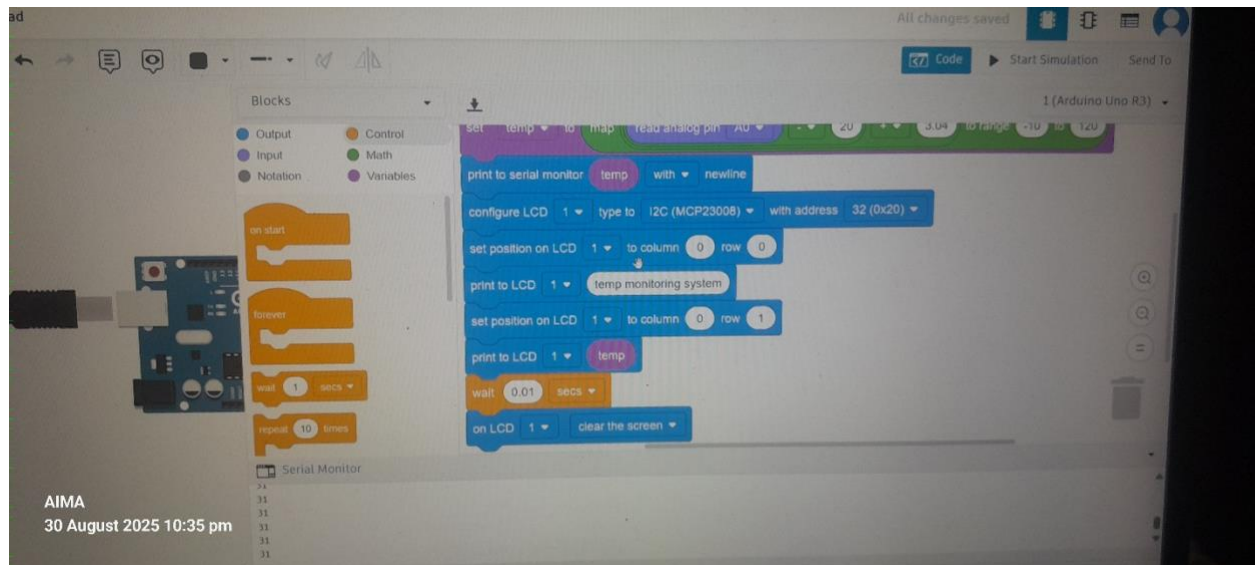 ad
All changes saved
Code
Start Simulation
Send To
Blocks
1 (Arduino Uno R3)
Output
Control
Input
Math
Notation
Variables
on start
forever
wait 1 secs
repeat 10 times
set temp to map read analog pin A0 - 20 3.04 to range -10 to 120
print to serial monitor temp with newline
configure LCD 1 type to I2C (MCP23008) with address 32 (0x20)
set position on LCD 1 to column 0 row 0
print to LCD 1 temp monitoring system
set position on LCD 1 to column 0 row 1
print to LCD 1 temp
wait 0.01 secs
on LCD 1 clear the screen
Serial Monitor
31
31
31
31
31
31
AIMA
30 August 2025 10:35 pm